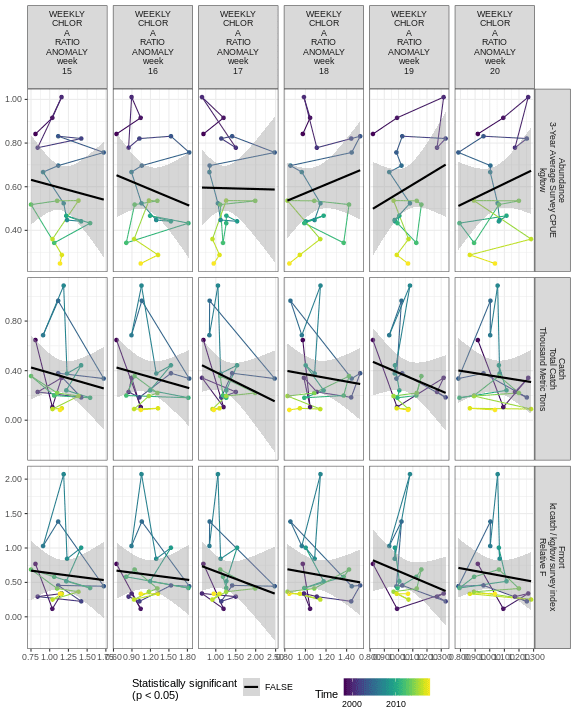 WEEKLY
CHLOR
A
RATIO
ANOMALY
week
15
WEEKLY
CHLOR
A
RATIO
ANOMALY
week
16
WEEKLY
CHLOR
A
RATIO
ANOMALY
week
17
WEEKLY
CHLOR
A
RATIO
ANOMALY
week
18
WEEKLY
CHLOR
A
RATIO
ANOMALY
week
19
WEEKLY
CHLOR
A
RATIO
ANOMALY
week
20
1.00
0.80
0.60
0.40
Abundance
3-Year Average Survey CPUE
kg/tow
0.80
0.40
0.00
Catch
Total Catch
Thousand Metric Tons
2.00
1.50
1.00
0.50
0.00
Fmort
kt catch / kg/tow survey index
Relative F
0.75 1.00 1.25 1.50
0.90 1.20 1.50 1.80
1.00 1.50 2.00
1.00 1.20 1.40
Statistically significant
(p < 0.05)
FALSE
Time
2000 2010